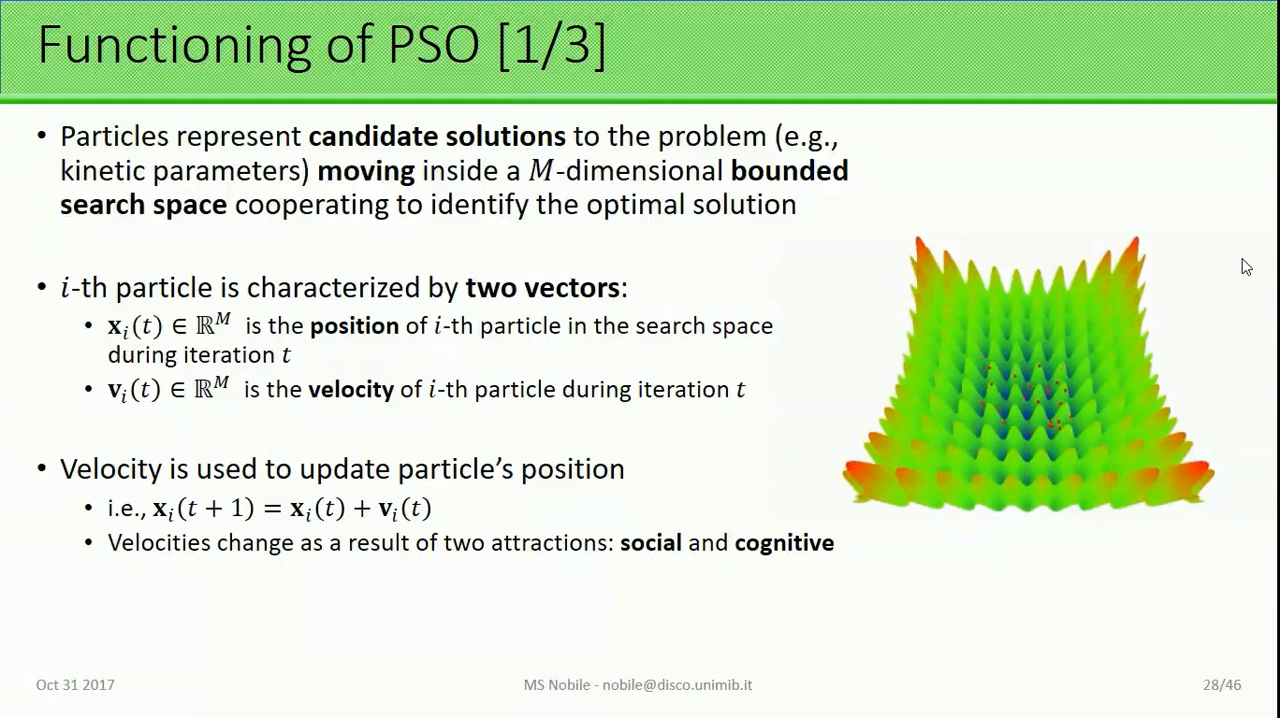 Functioning of PSO [1/3]
• Particles represent candidate solutions to the problem (e.g.,
kinetic parameters) moving inside a 𝑀-dimensional bounded
search space cooperating to identify the optimal solution
• 𝑖-th particle is characterized by two vectors:
• 𝐱ᵢ(𝑡) ∈ ℝᴹ is the position of 𝑖-th particle in the search space
during iteration 𝑡
• 𝐯ᵢ(𝑡) ∈ ℝᴹ is the velocity of 𝑖-th particle during iteration 𝑡
• Velocity is used to update particle’s position
• i.e., 𝐱ᵢ(𝑡 + 1) = 𝐱ᵢ(𝑡) + 𝐯ᵢ(𝑡)
• Velocities change as a result of two attractions: social and cognitive
Oct 31 2017
MS Nobile - nobile@disco.unimib.it
28/46